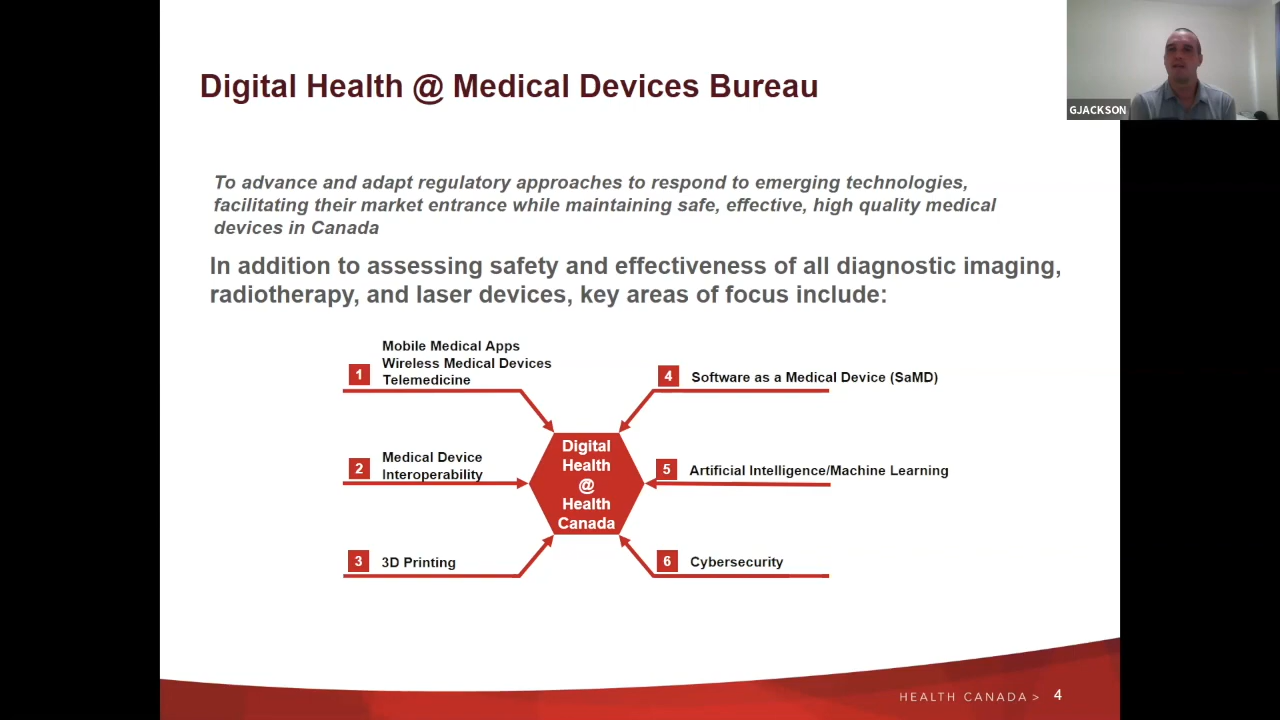 Digital Health @ Medical Devices Bureau
GJACKSON
To advance and adapt regulatory approaches to respond to emerging technologies,
facilitating their market entrance while maintaining safe, effective, high quality medical
devices in Canada
In addition to assessing safety and effectiveness of all diagnostic imaging,
radiotherapy, and laser devices, key areas of focus include:
1
Mobile Medical Apps
Wireless Medical Devices
Telemedicine
2
Medical Device
Interoperability
3
3D Printing
Digital
Health
@
Health
Canada
4
Software as a Medical Device (SaMD)
5
Artificial Intelligence/Machine Learning
6
Cybersecurity
HEALTH CANADA > 4